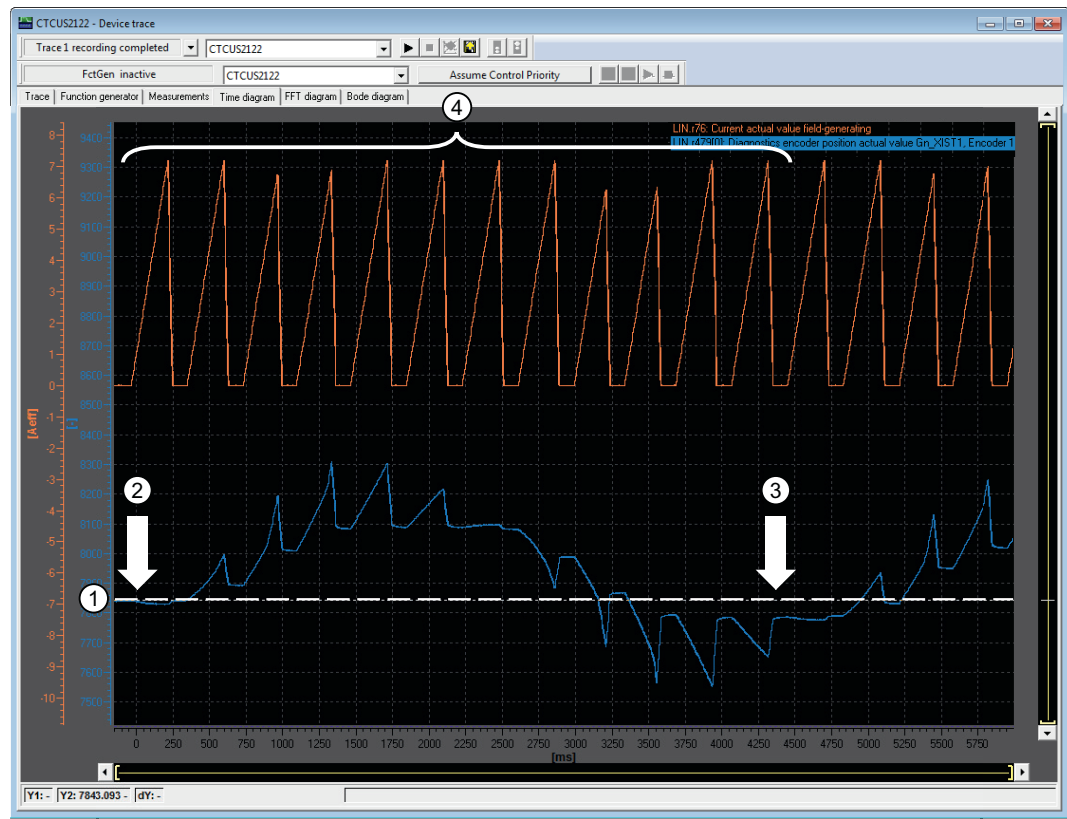 CTCUS2122 - Device trace
Trace 1 recording completed CTCUS2122
FctGen inactive CTCUS2122 Assume Control Priority
Trace Function generator Measurements Time diagram FFT diagram Bode diagram
4
LIN.r76: Current actual value field-generating
LIN.r479[0]: Diagnostics encoder position actual value Gn_XIST1, Encoder 1
8 9400
7 9300
6 9200
5 9100
4 9000
3 8900
2 8800
1 8700
0 8600
-1 8500
-2 8400
-3 8300
-4 8200
-5 8100
-6 8000
-7
-8 7700
-9 7600
-10 7500
[Aeff]
[-]
2
3
1
0 250 500 750 1000 1250 1500 1750 2000 2250 2500 2750 3000 3250 3500 3750 4000 4250 4500 4750 5000 5250 5500 5750
[ms]
Y1: - Y2: 7843.093 - dY: -